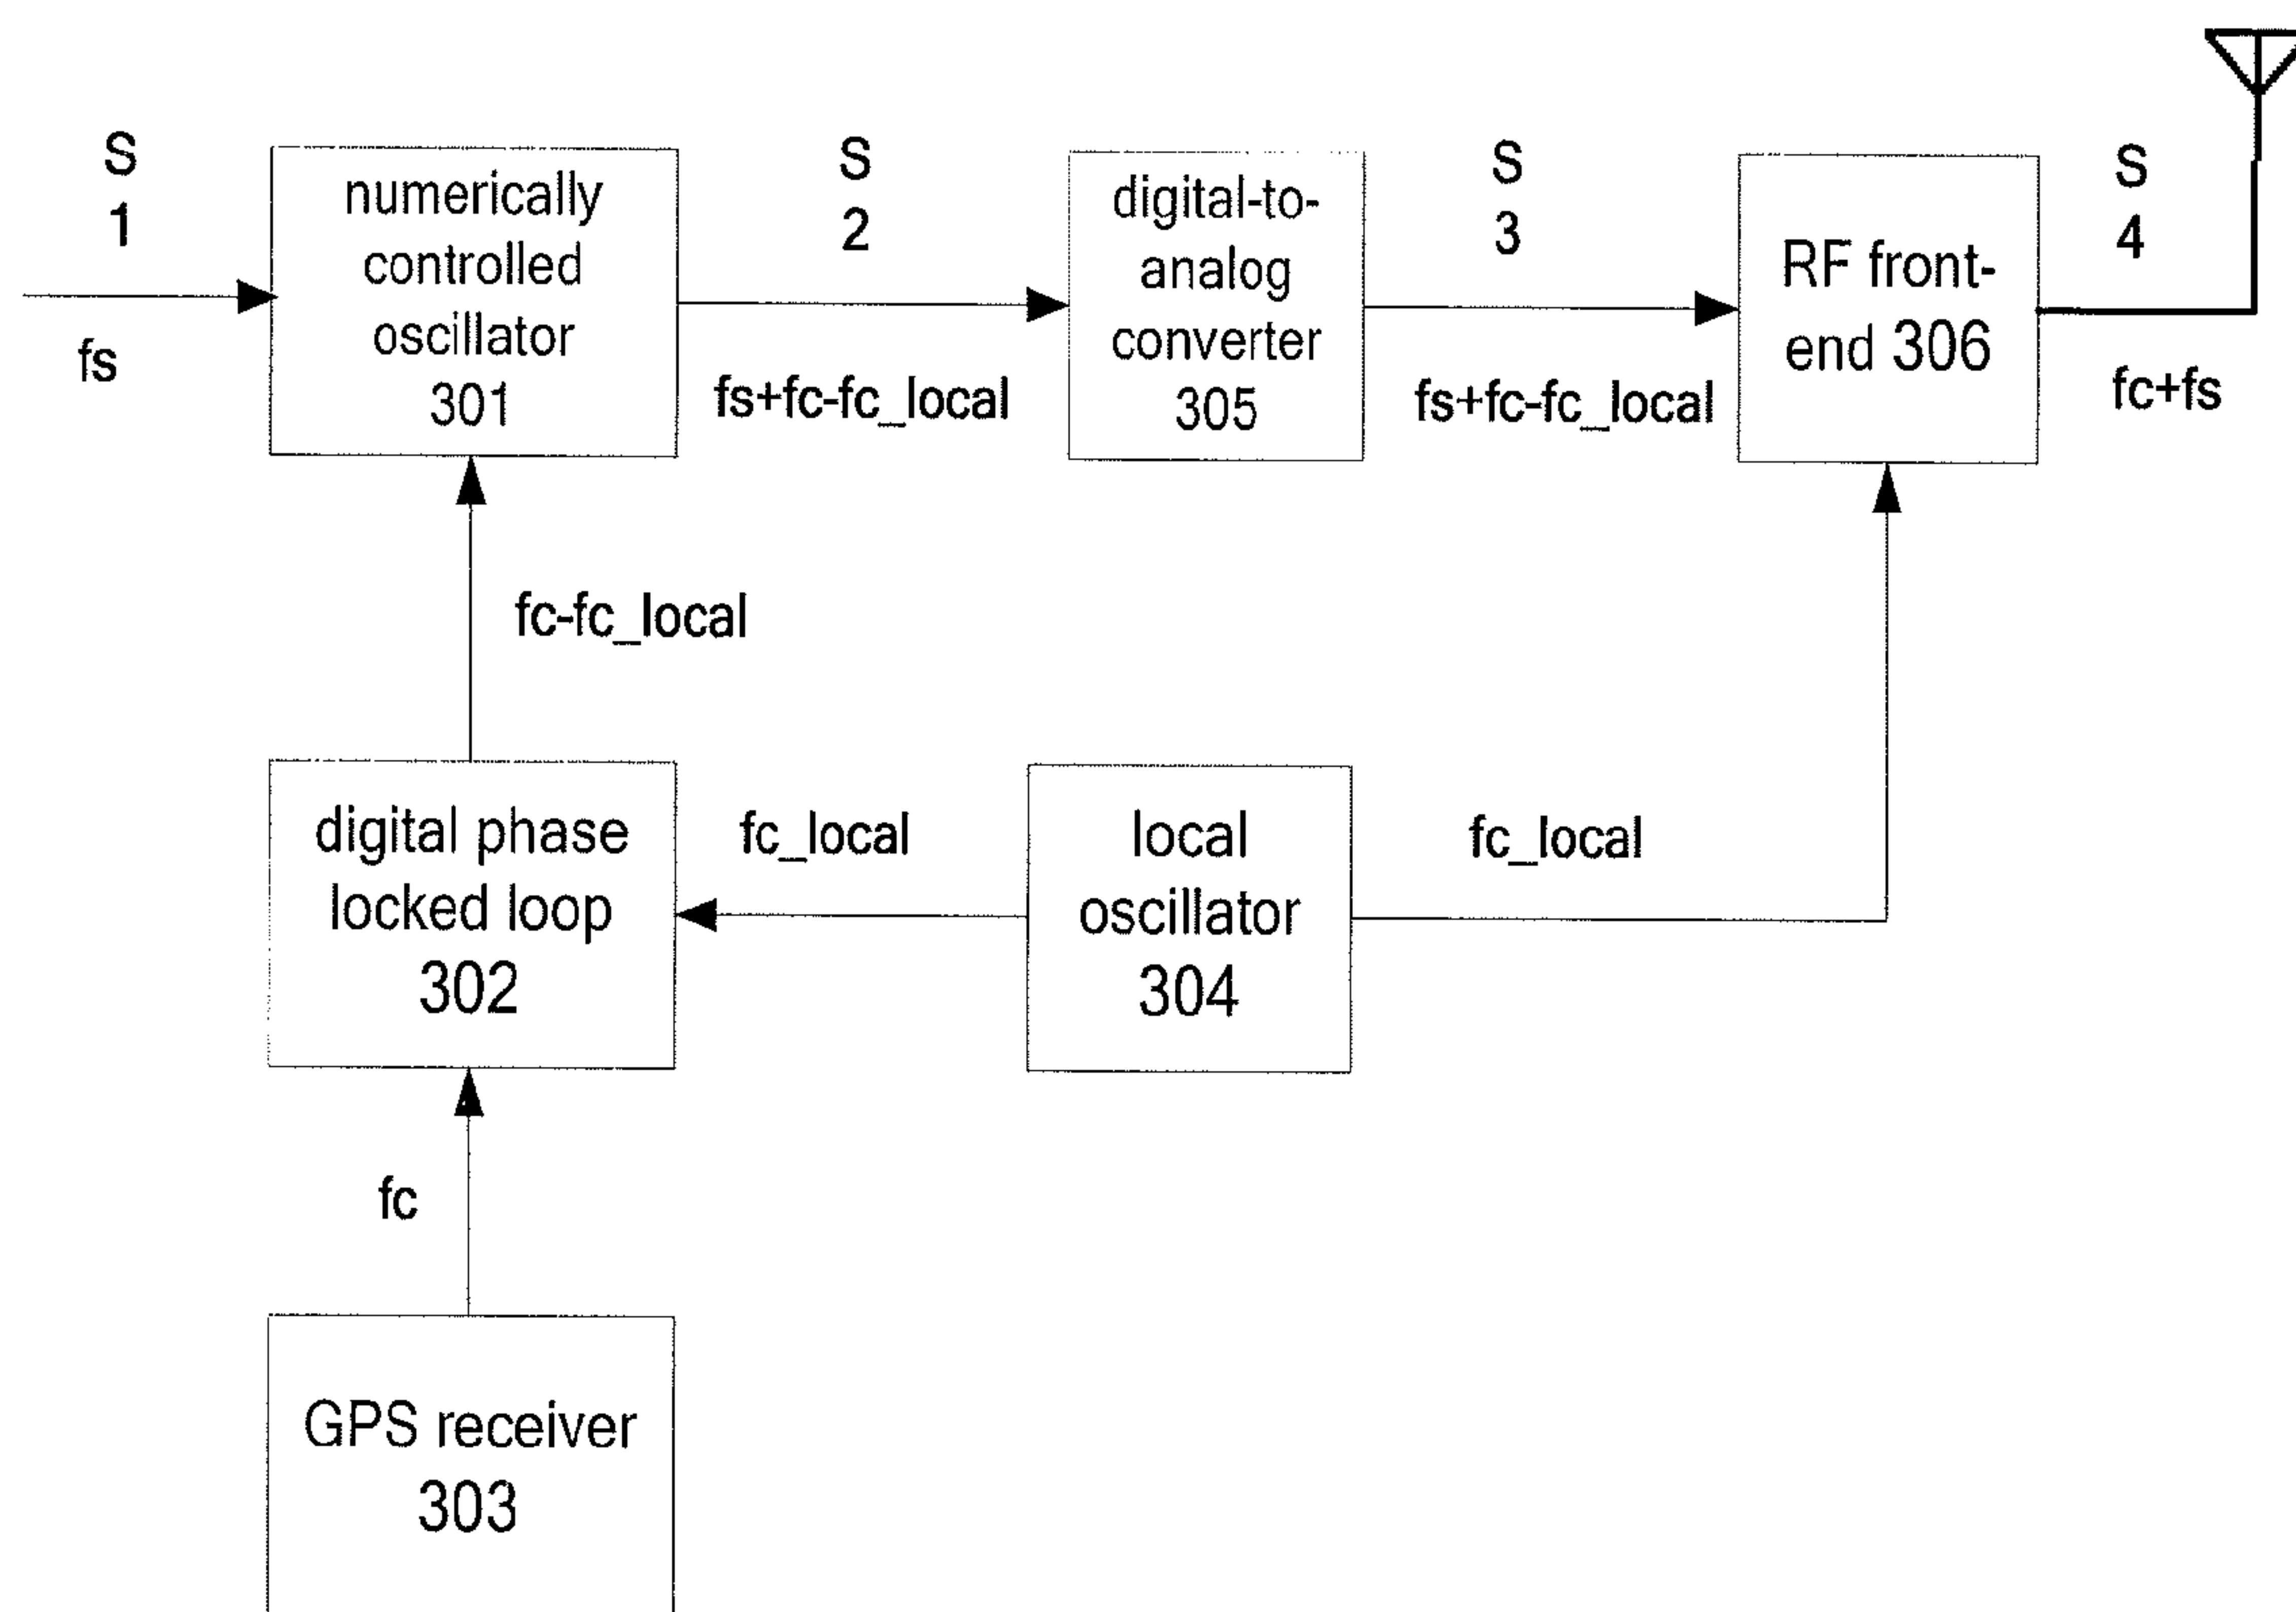 S
1
fs
numerically
controlled
oscillator
301
S
2
fs+fc-fc_local
digital-to-
analog
converter
305
S
3
fs+fc-fc_local
RF front-
end 306
S
4
fc+fs
fc-fc_local
digital phase
locked loop
302
fc_local
local
oscillator
304
fc_local
fc
GPS receiver
303